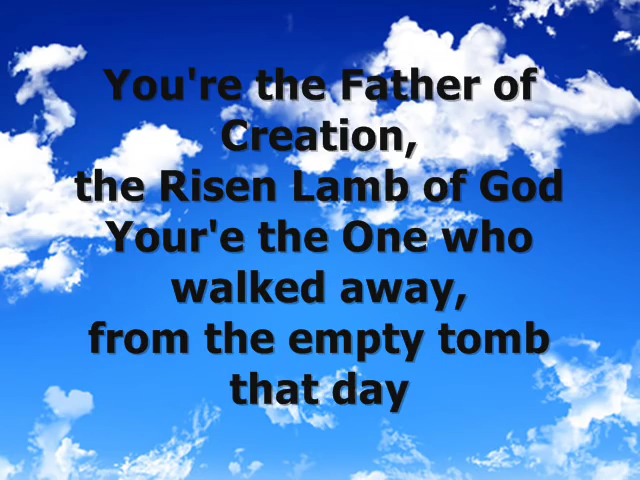 You're the Father of
Creation,
the Risen Lamb of God
Your'e the One who
walked away,
from the empty tomb
that day